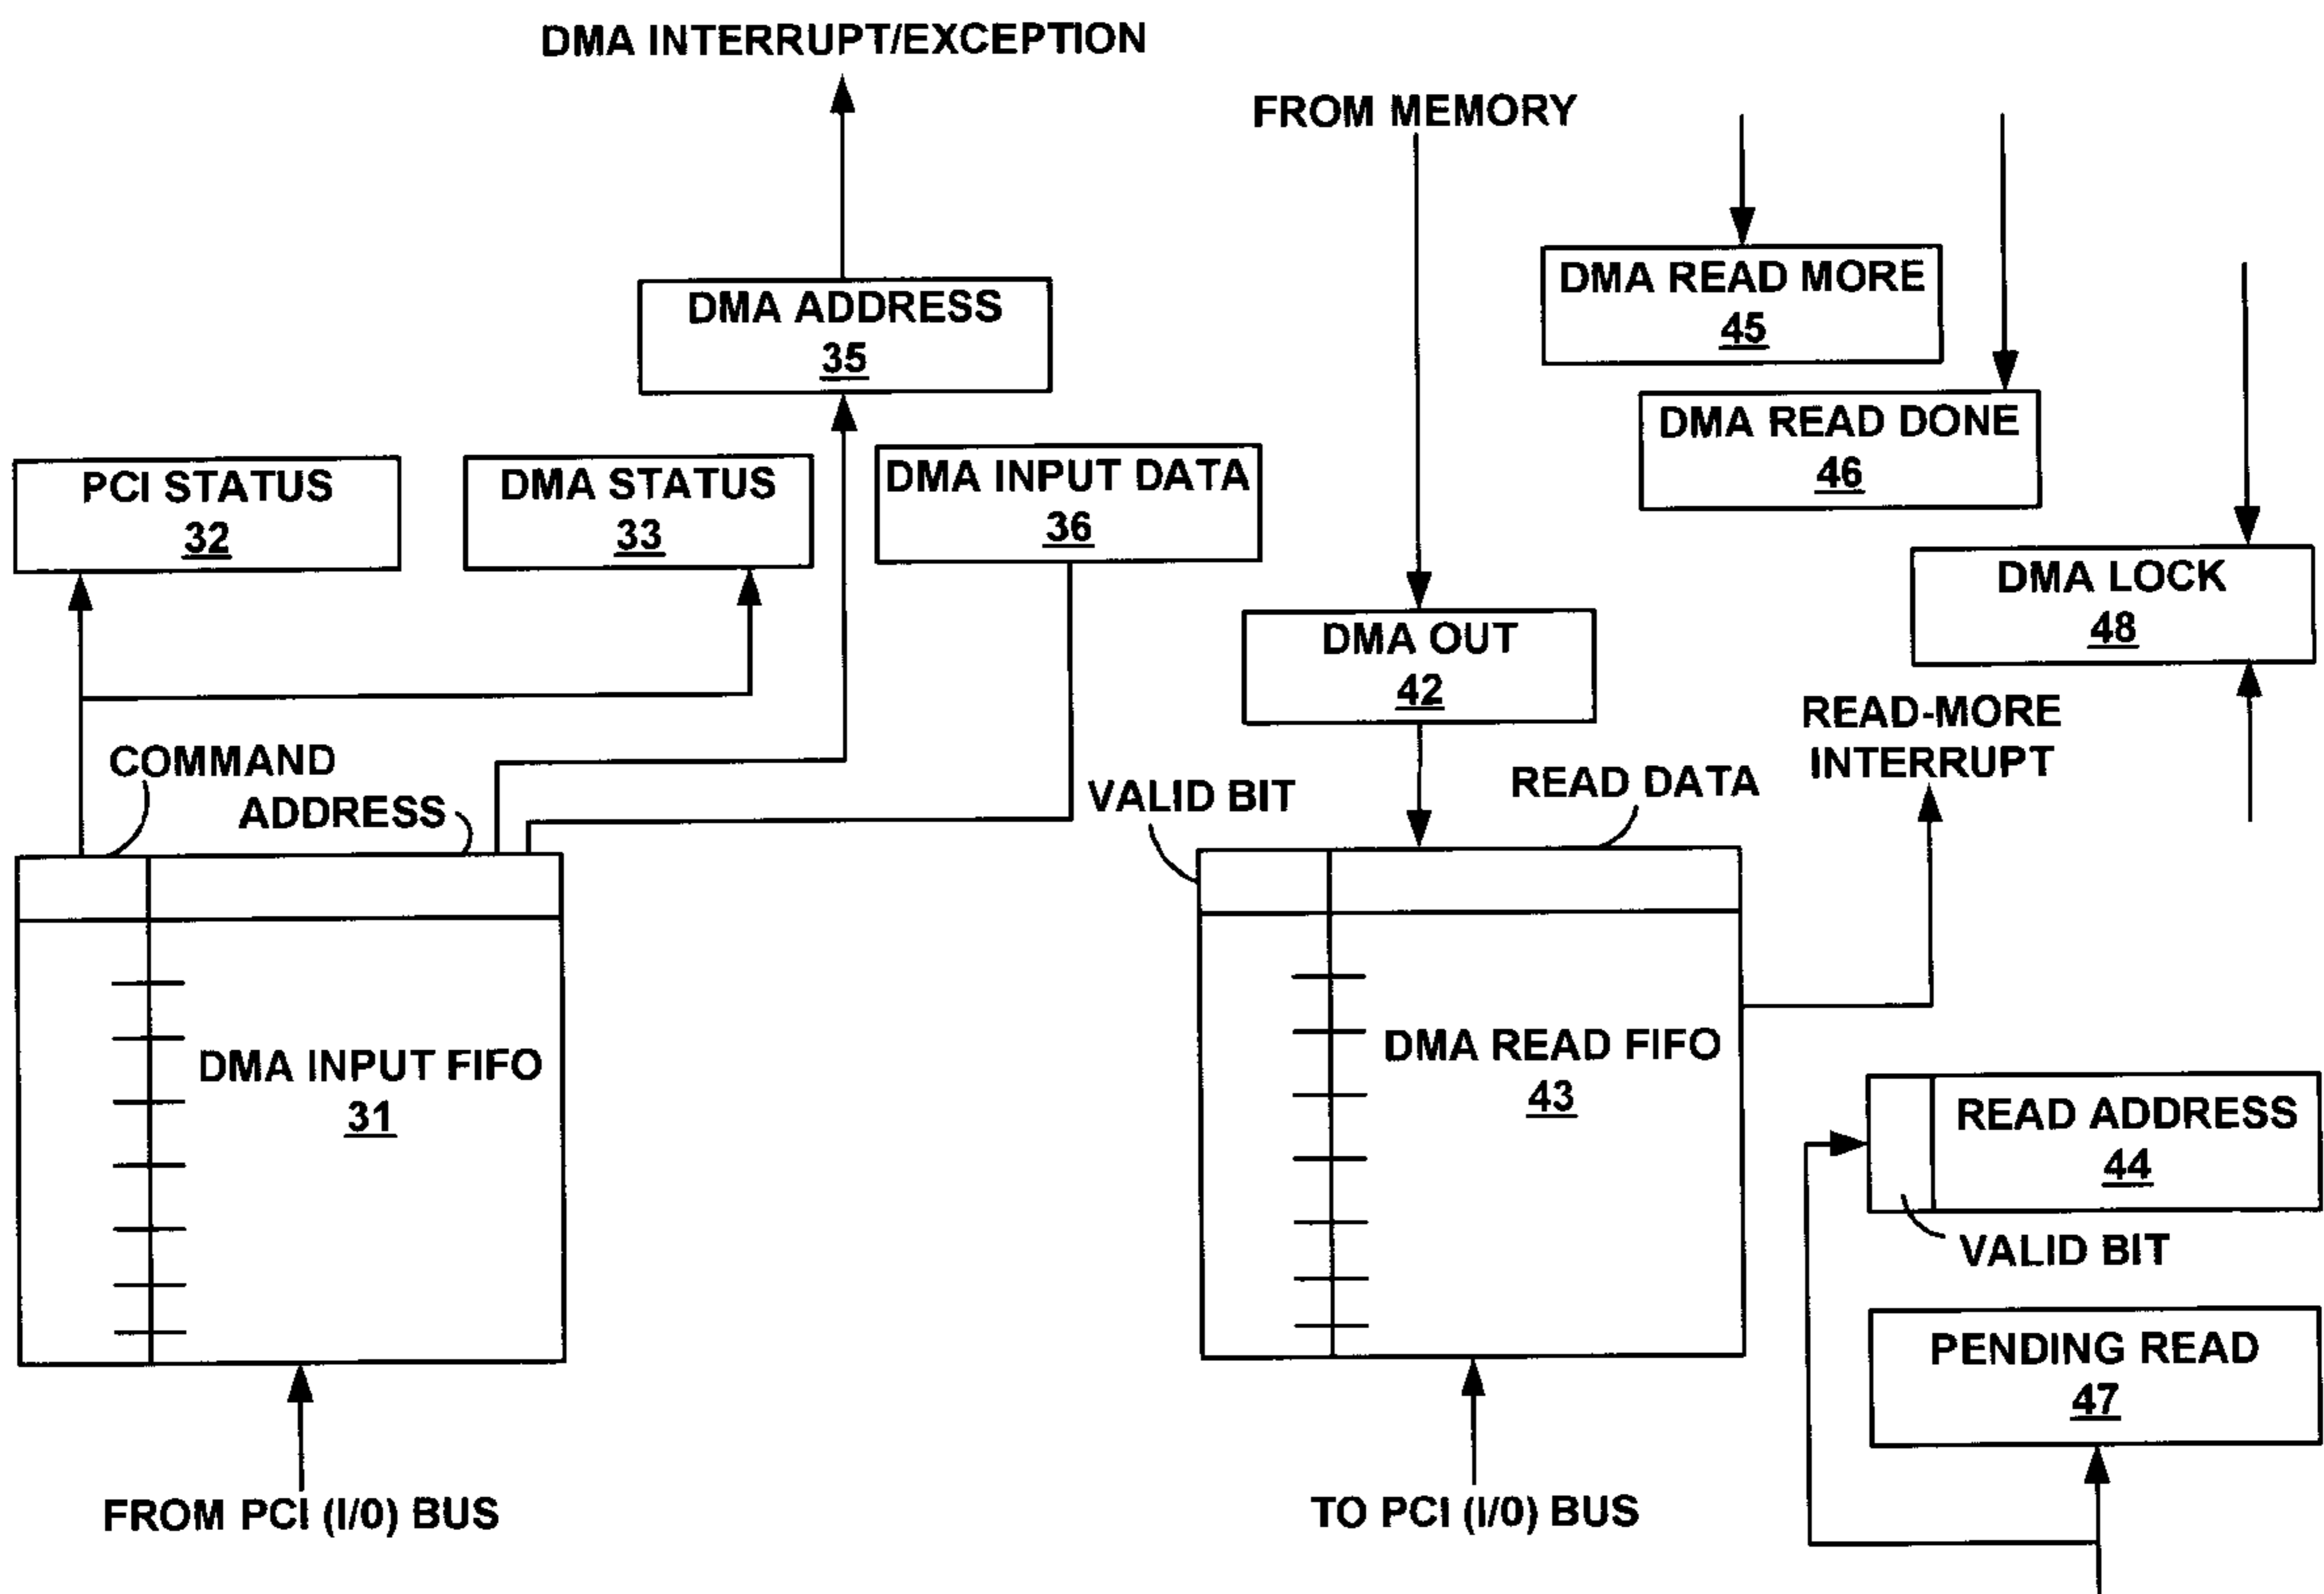 DMA INTERRUPT/EXCEPTION
FROM MEMORY
DMA READ MORE
45
DMA ADDRESS
35
DMA READ DONE
46
PCI STATUS
32
DMA STATUS
33
DMA INPUT DATA
36
DMA LOCK
48
DMA OUT
42
READ-MORE
INTERRUPT
COMMAND
ADDRESS
VALID BIT
READ DATA
DMA INPUT FIFO
31
DMA READ FIFO
43
READ ADDRESS
44
VALID BIT
PENDING READ
47
FROM PCI (I/0) BUS
TO PCI (I/0) BUS